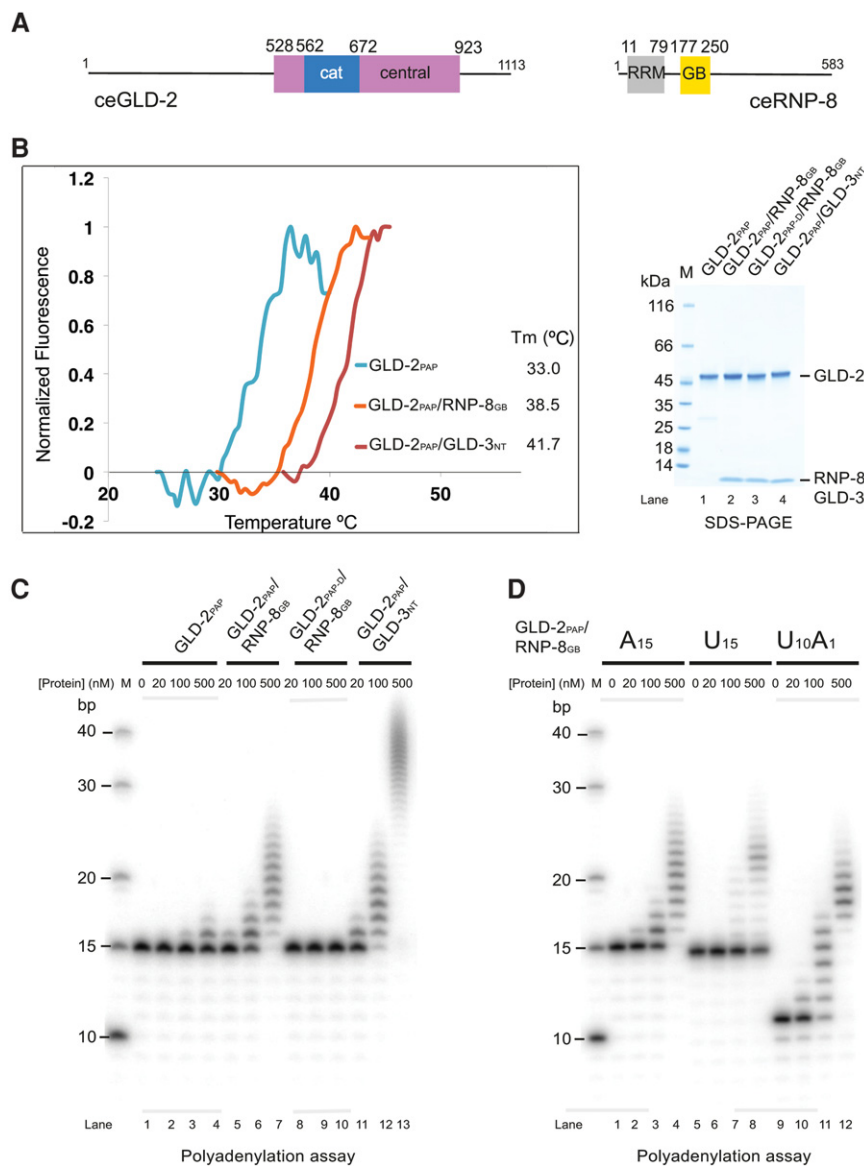 A
1
528 562 672 923
1113
cat
central
ceGLD-2
11 79 177 250
1
583
RRM
GB
ceRNP-8
B
1.2
1
0.8
0.6
0.4
0.2
0
-0.2
20 30 40 50
Normalized Fluorescence
Temperature ºC
Tm (ºC)
GLD-2PAP 33.0
GLD-2PAP/RNP-8GB 38.5
GLD-2PAP/GLD-3NT 41.7
GLD-2PAP
GLD-2PAP/RNP-8GB
GLD-2PAP-D/RNP-8GB
GLD-2PAP/GLD-3NT
kDa
M
116
66
45
35
25
18
14
GLD-2
RNP-8
GLD-3
Lane 1 2 3 4
SDS-PAGE
C
GLD-2PAP
GLD-2PAP/
RNP-8GB
GLD-2PAP-D/
RNP-8GB
GLD-2PAP/
GLD-3NT
[Protein] (nM) M 0 20 100 500 20 100 500 20 100 500 20 100 500
bp
40
30
20
15
10
Lane 1 2 3 4 5 6 7 8 9 10 11 12 13
Polyadenylation assay
D
GLD-2PAP/
RNP-8GB
A15 U15 U10A1
[Protein] (nM) M 0 20 100 500 0 20 100 500 0 20 100 500
bp
40
30
20
15
10
Lane 1 2 3 4 5 6 7 8 9 10 11 12
Polyadenylation assay